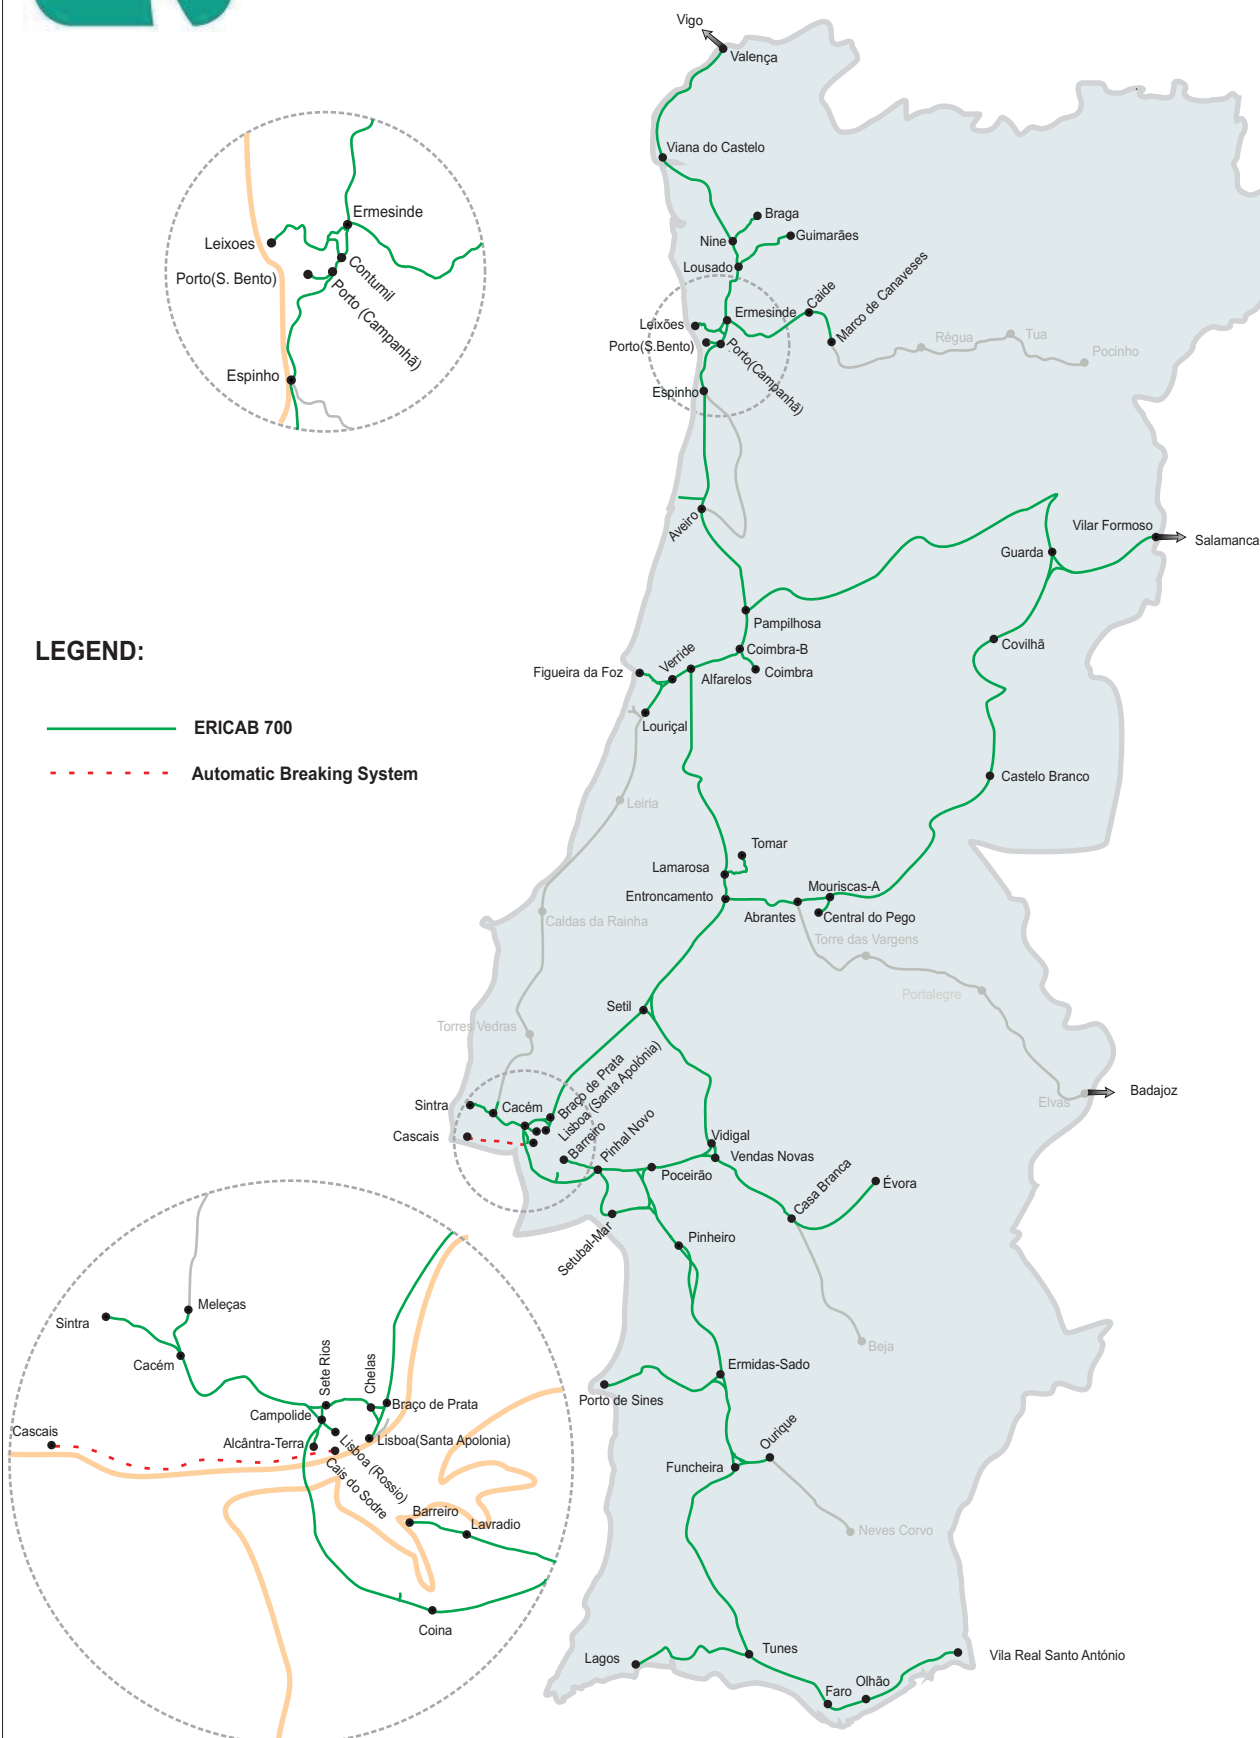 Vigo
Valença
Viana do Castelo
Braga
Nine
Guimarães
Lousado
Ermesinde
Caide
Marco de Canaveses
Leixões
Porto(S.Bento)
Porto(Campanhã)
Régua
Tua
Pocinho
Espinho
Ermesinde
Leixoes
Contumil
Porto(S. Bento)
Porto (Campanhã)
Espinho
Aveiro
Vilar Formoso
Salamanca
Guarda
Pampilhosa
Covilhã
Coimbra-B
Coimbra
Verride
Figueira da Foz
Alfarelos
Louriçal
LEGEND:
ERICAB 700
Automatic Breaking System
Castelo Branco
Leiria
Tomar
Lamarosa
Entroncamento
Mouriscas-A
Abrantes
Central do Pego
Caldas da Rainha
Torre das Vargens
Portalegre
Setil
Torres Vedras
Elvas
Badajoz
Sintra
Cacém
Braço de Prata
Lisboa (Santa Apolónia)
Cascais
Barreiro
Pinhal Novo
Vidigal
Vendas Novas
Poceirão
Casa Branca
Évora
Setubal-Mar
Pinheiro
Beja
Ermidas-Sado
Porto de Sines
Ourique
Funcheira
Neves Corvo
Meleças
Sintra
Cacém
Sete Rios
Chelas
Campolide
Braço de Prata
Cascais
Alcântra-Terra
Lisboa(Santa Apolonia)
Lisboa (Rossio)
Cais do Sodre
Barreiro
Lavradio
Coina
Tunes
Lagos
Vila Real Santo António
Olhão
Faro